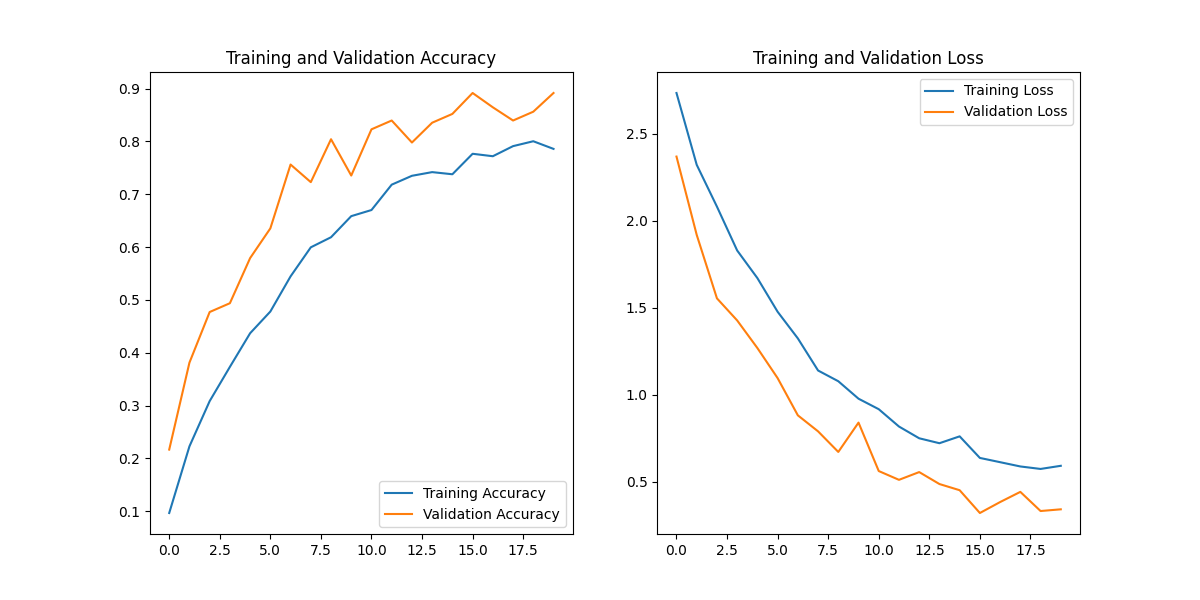 Training and Validation Accuracy
0.9
0.8
0.7
0.6
0.5
0.4
0.3
0.2
0.1
0.0 2.5 5.0 7.5 10.0 12.5 15.0 17.5
Training Accuracy
Validation Accuracy
Training and Validation Loss
2.5
2.0
1.5
1.0
0.5
0.0 2.5 5.0 7.5 10.0 12.5 15.0 17.5
Training Loss
Validation Loss